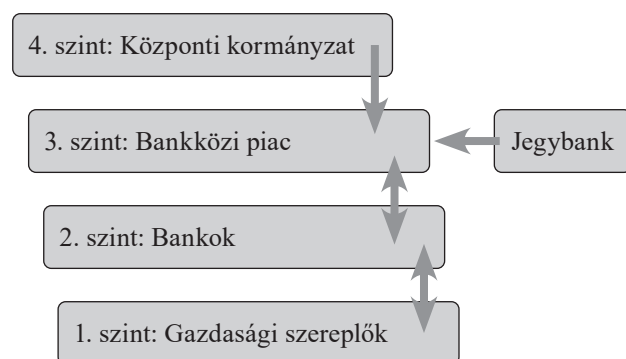 4. szint: Központi kormányzat
3. szint: Bankközi piac
Jegybank
2. szint: Bankok
1. szint: Gazdasági szereplők